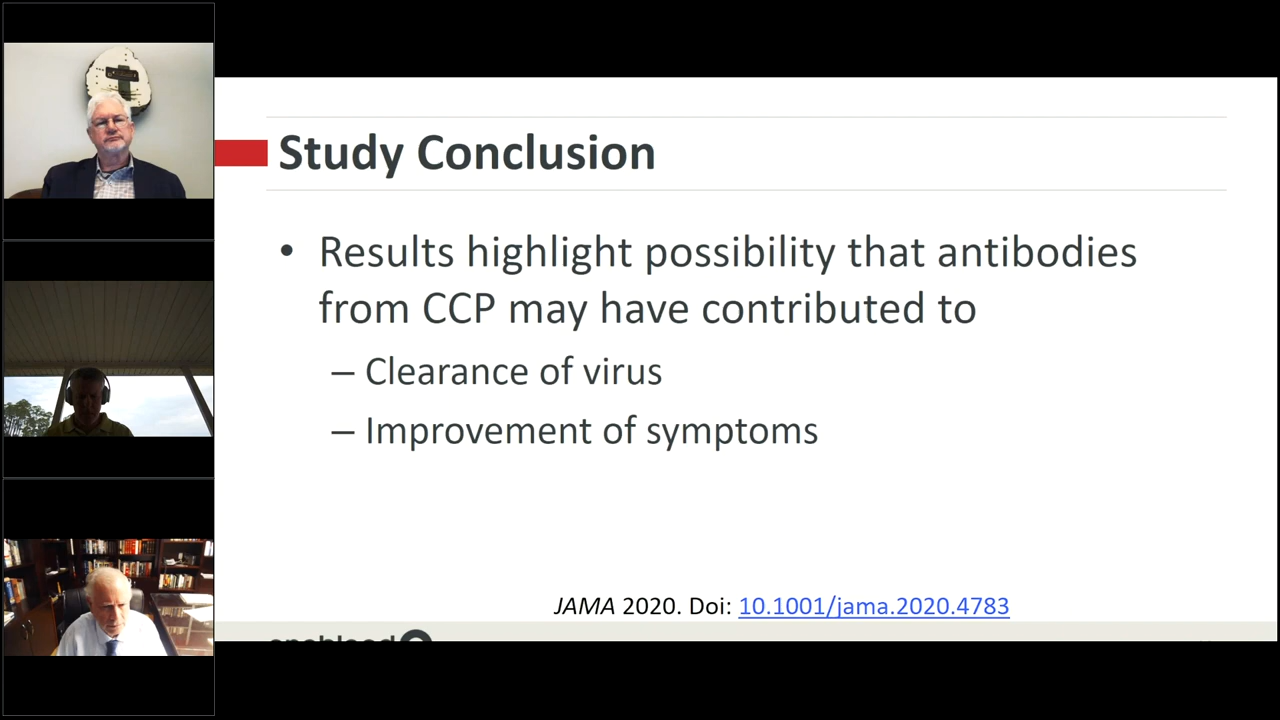 Study Conclusion
• Results highlight possibility that antibodies
from CCP may have contributed to
– Clearance of virus
– Improvement of symptoms
JAMA 2020. Doi: 10.1001/jama.2020.4783